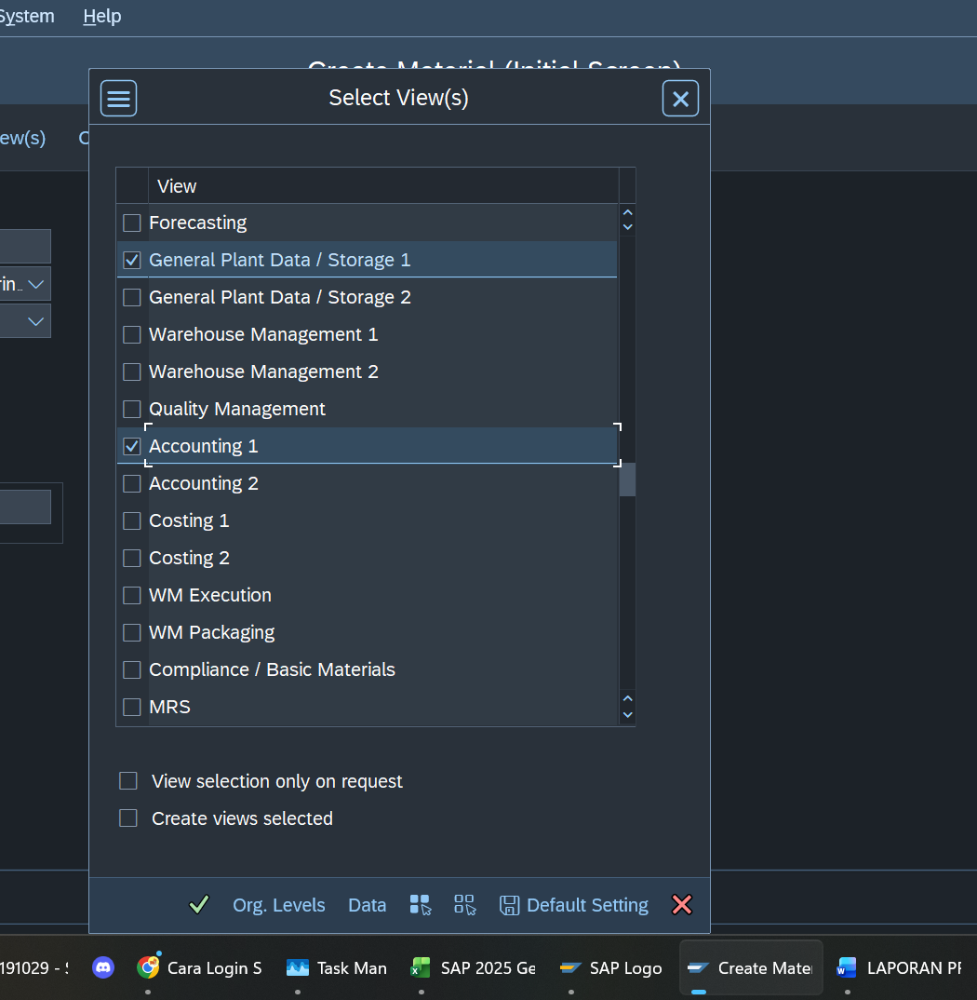 System Help
Create Material (Initial Screen)
Select View(s)
ew(s)
View
Forecasting
General Plant Data / Storage 1
General Plant Data / Storage 2
Warehouse Management 1
Warehouse Management 2
Quality Management
Accounting 1
Accounting 2
Costing 1
Costing 2
WM Execution
WM Packaging
Compliance / Basic Materials
MRS
rin...
View selection only on request
Create views selected
Org. Levels Data Default Setting
191029 - Cara Login S Task Man SAP 2025 Ge SAP Logo Create Mate LAPORAN